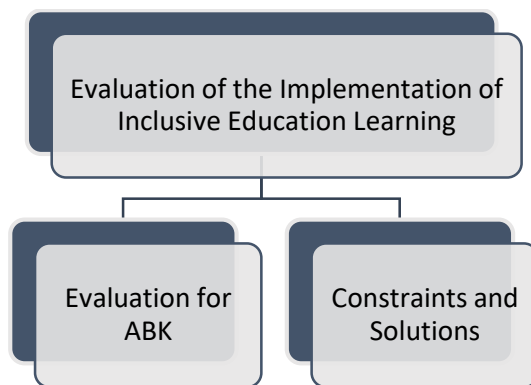 Evaluation of the Implementation of
Inclusive Education Learning
Evaluation for
ABK
Constraints and
Solutions